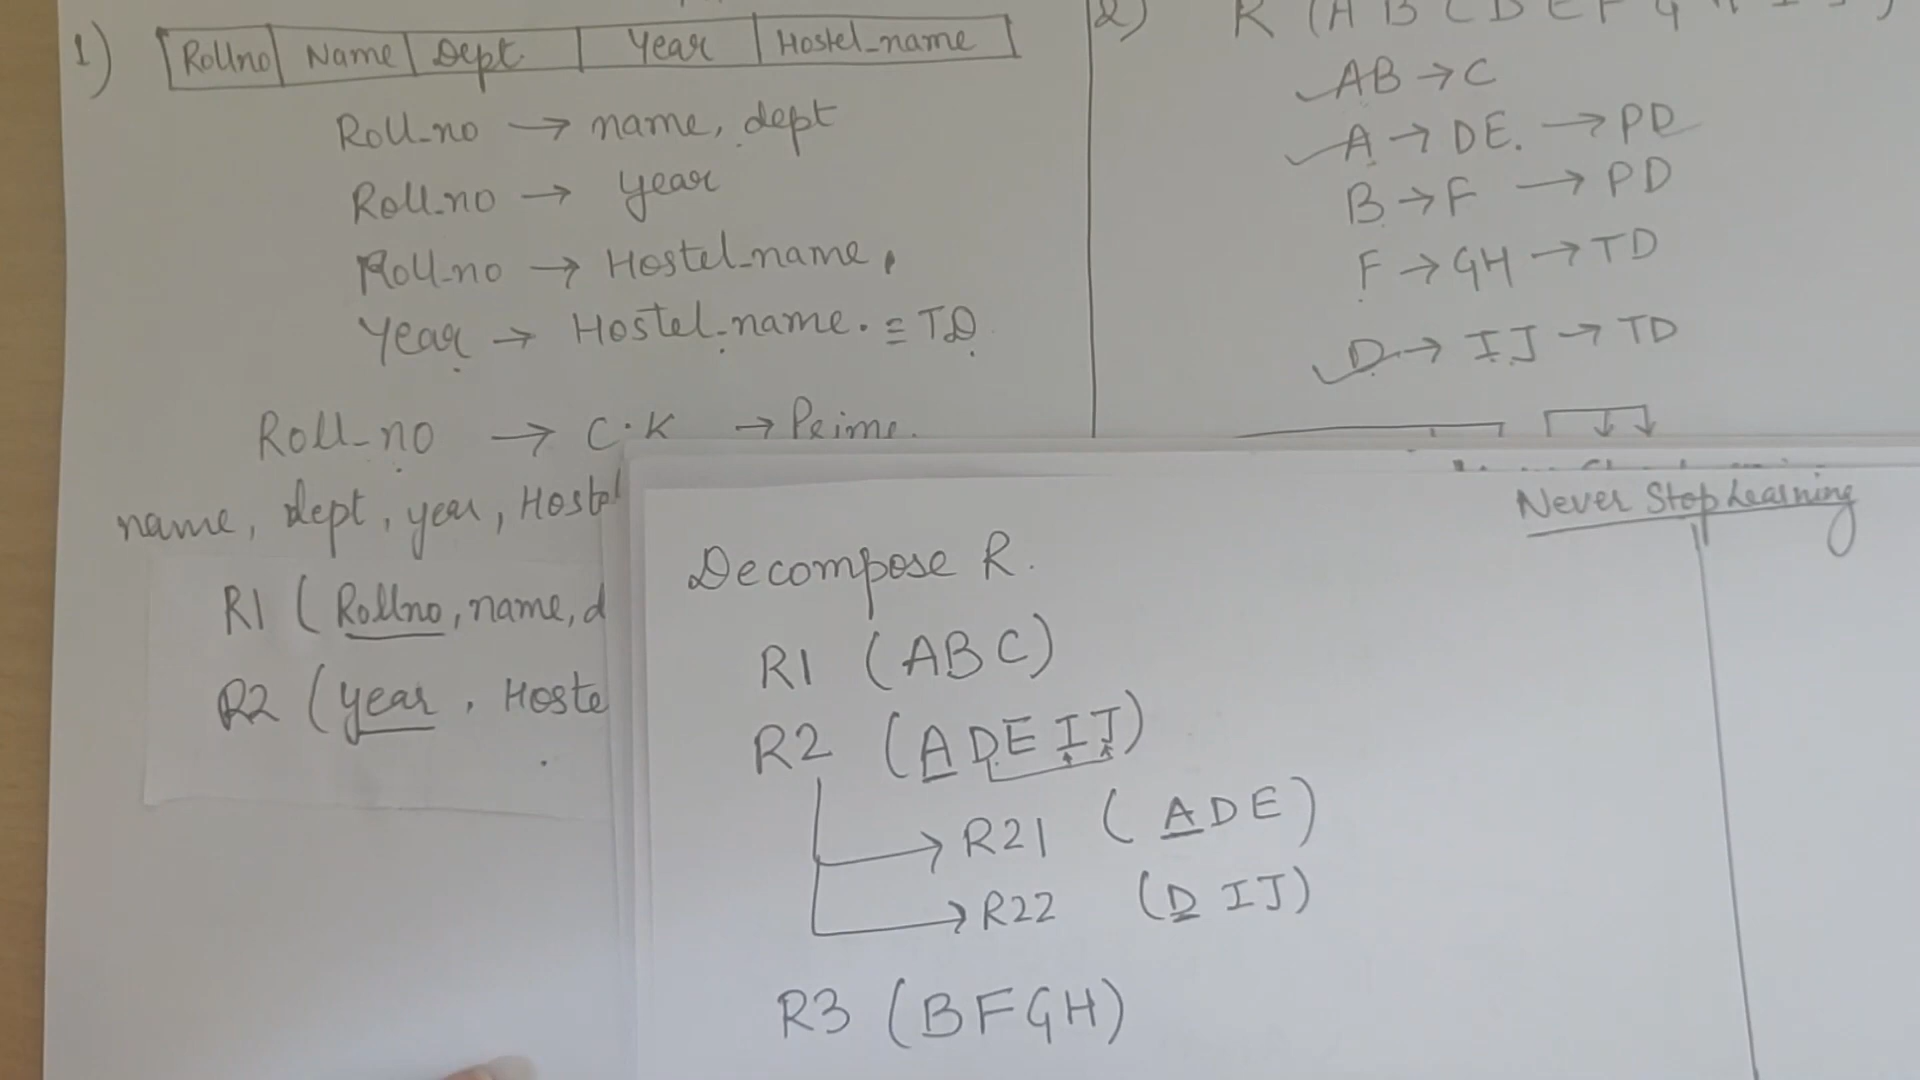 1) Rollno Name Dept. Year Hostel_name
Roll_no → name, dept
Roll_no → year
Roll_no → Hostel_name,
Year → Hostel_name. = TD.
Roll_no → C.K → Prime.
name, dept, year, Hostel
R1 (Rollno, name, d
R2 (year, Hoste
2) R (A B C D E F G H I J)
AB → C
A → DE. → PD
B → F → PD
F → GH → TD
D → IJ → TD
Never Stop Learning
Decompose R.
R1 (ABC)
R2 (ADEIJ)
→ R21 (ADE)
→ R22 (DIJ)
R3 (BFGH)